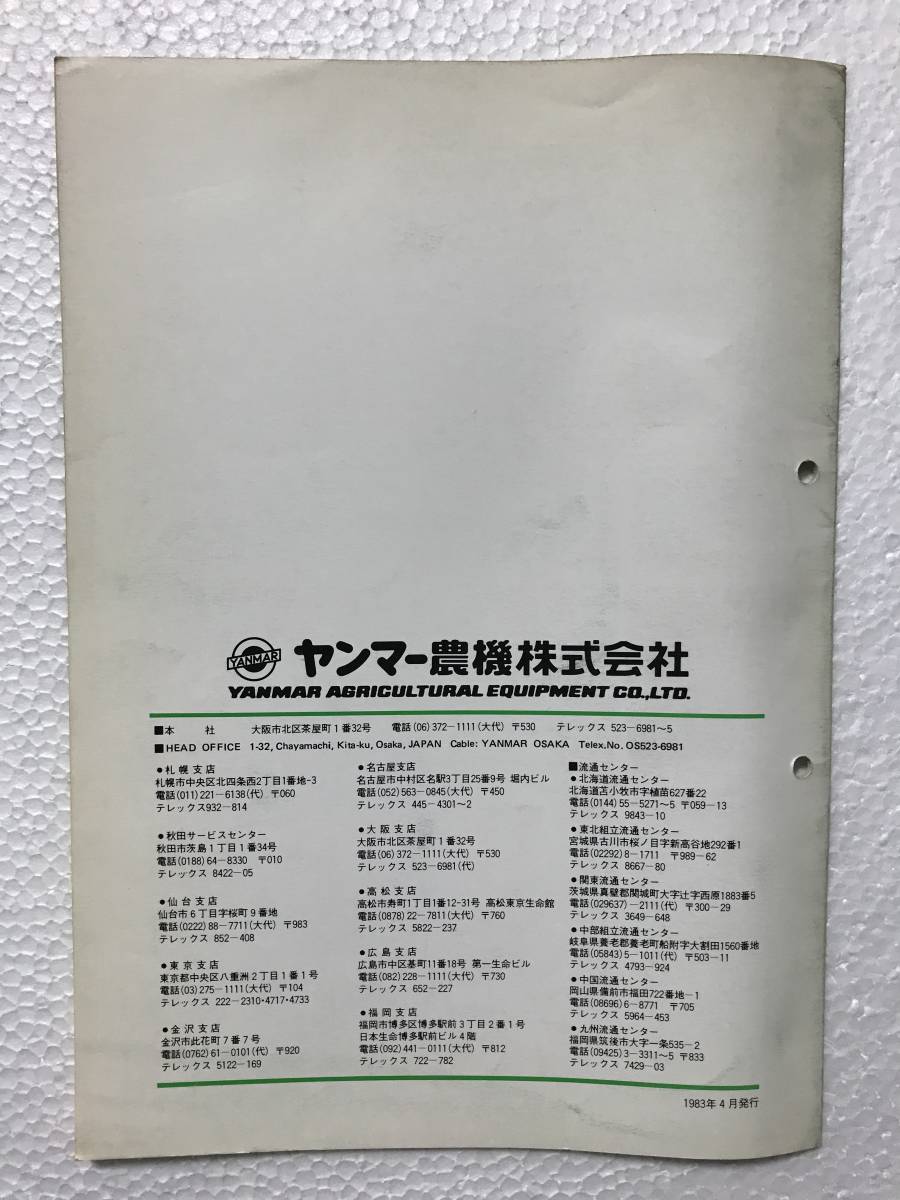 YANMAR ヤンマー農機株式会社
YANMAR AGRICULTURAL EQUIPMENT CO.,LTD.
■本 社 大阪市北区茶屋町1番32号 電話(06)372-1111(大代) 〒530 テレックス 523-6981~5
■HEAD OFFICE 1-32, Chayamachi, Kita-ku, Osaka, JAPAN Cable: YANMAR OSAKA Telex.No. OS523-6981
●札幌支店
札幌市中央区北四条西2丁目1番地-3
電話(011)221-6138(代) 〒060
テレックス932-814
●秋田サービスセンター
秋田市茨島1丁目1番34号
電話(0188)64-8330 〒010
テレックス 8422-05
●仙台支店
仙台市6丁目字桜町9番地
電話(0222)88-7711(大代) 〒983
テレックス 852-408
●東京支店
東京都中央区八重洲2丁目1番1号
電話(03)275-1111(大代) 〒104
テレックス 222-2310・4717・4733
●金沢支店
金沢市此花町7番7号
電話(0762)61-0101(代) 〒920
テレックス 5122-169
●名古屋支店
名古屋市中村区名駅3丁目25番9号 堀内ビル
電話(052)563-0845(大代) 〒450
テレックス 445-4301~2
●大阪支店
大阪市北区茶屋町1番32号
電話(06)372-1111(大代) 〒530
テレックス 523-6981(代)
●高松支店
高松市寿町1丁目1番12-31号 高松東京生命館
電話(0878)22-7811(大代) 〒760
テレックス 5822-237
●広島支店
広島市中区基町11番18号 第一生命ビル
電話(082)228-1111(大代) 〒730
テレックス 652-227
●福岡支店
福岡市博多区博多駅前3丁目2番1号
日本生命博多駅前ビル4階
電話(092)441-0111(大代) 〒812
テレックス 722-782
■流通センター
●北海道流通センター
北海道苫小牧市字植苗627番22
電話(0144)55-5271~5 〒059-13
テレックス 9843-10
●東北組立流通センター
宮城県古川市桜ノ目字新高谷地292番1
電話(02292)8-1711 〒989-62
テレックス 8667-80
●関東流通センター
茨城県真壁郡関城町大字辻字西原1883番5
電話(029637)-2111(代) 〒300-29
テレックス 3649-648
●中部組立流通センター
岐阜県養老郡養老町船附字大割田1560番地
電話(05843)5-1011(代) 〒503-11
テレックス 4793-924
●中国流通センター
岡山県備前市福田722番地-1
電話(08696)6-8771 〒705
テレックス 5964-453
●九州流通センター
福岡県筑後市大字一条535-2
電話(09425)3-3311~5 〒833
テレックス 7429-03
1983年4月発行